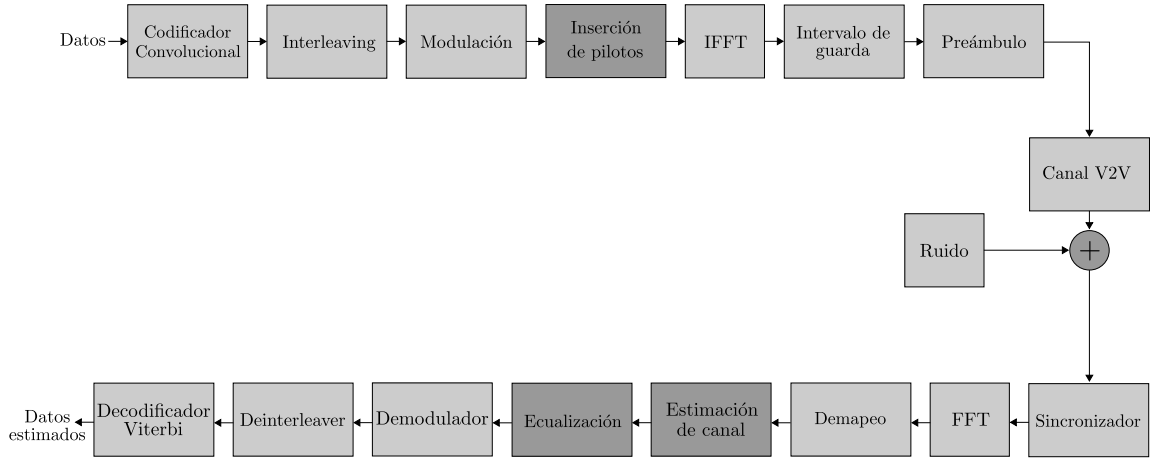 Datos
Codificador
Convolucional
Interleaving
Modulación
Inserción
de pilotos
IFFT
Intervalo de
guarda
Preámbulo
Canal V2V
Ruido
+
Sincronizador
FFT
Demapeo
Estimación
de canal
Ecualización
Demodulador
Deinterleaver
Decodificador
Viterbi
Datos
estimados